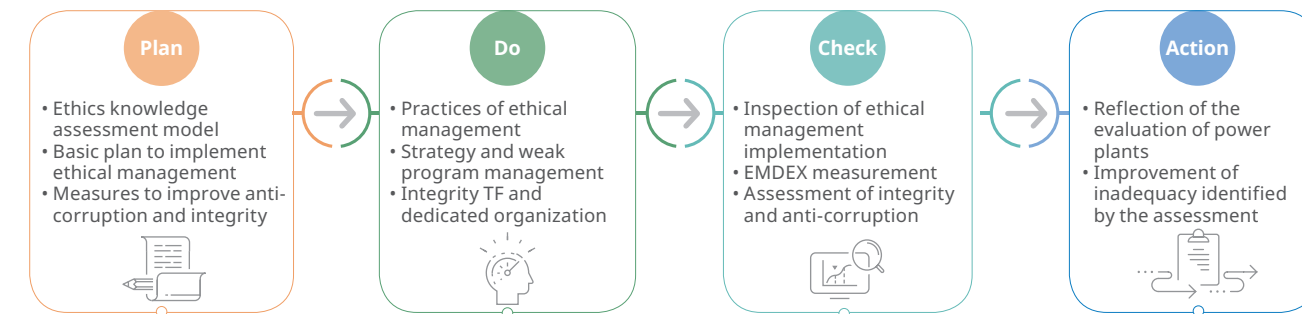 Plan
• Ethics knowledge
assessment model
• Basic plan to implement
ethical management
• Measures to improve anti-
corruption and integrity
Do
• Practices of ethical
management
• Strategy and weak
program management
• Integrity TF and
dedicated organization
Check
• Inspection of ethical
management
implementation
• EMDEX measurement
• Assessment of integrity
and anti-corruption
Action
• Reflection of the
evaluation of power
plants
• Improvement of
inadequacy identified
by the assessment